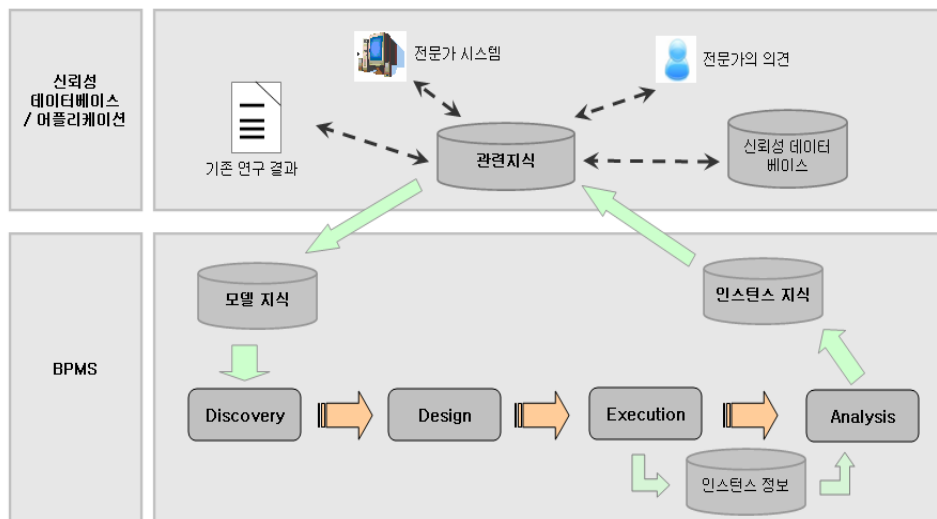 신뢰성
데이터베이스
/ 어플리케이션
전문가 시스템
전문가의 의견
기존 연구 결과
관련지식
신뢰성 데이터
베이스
BPMS
모델 지식
인스턴스 지식
Discovery
Design
Execution
Analysis
인스턴스 정보